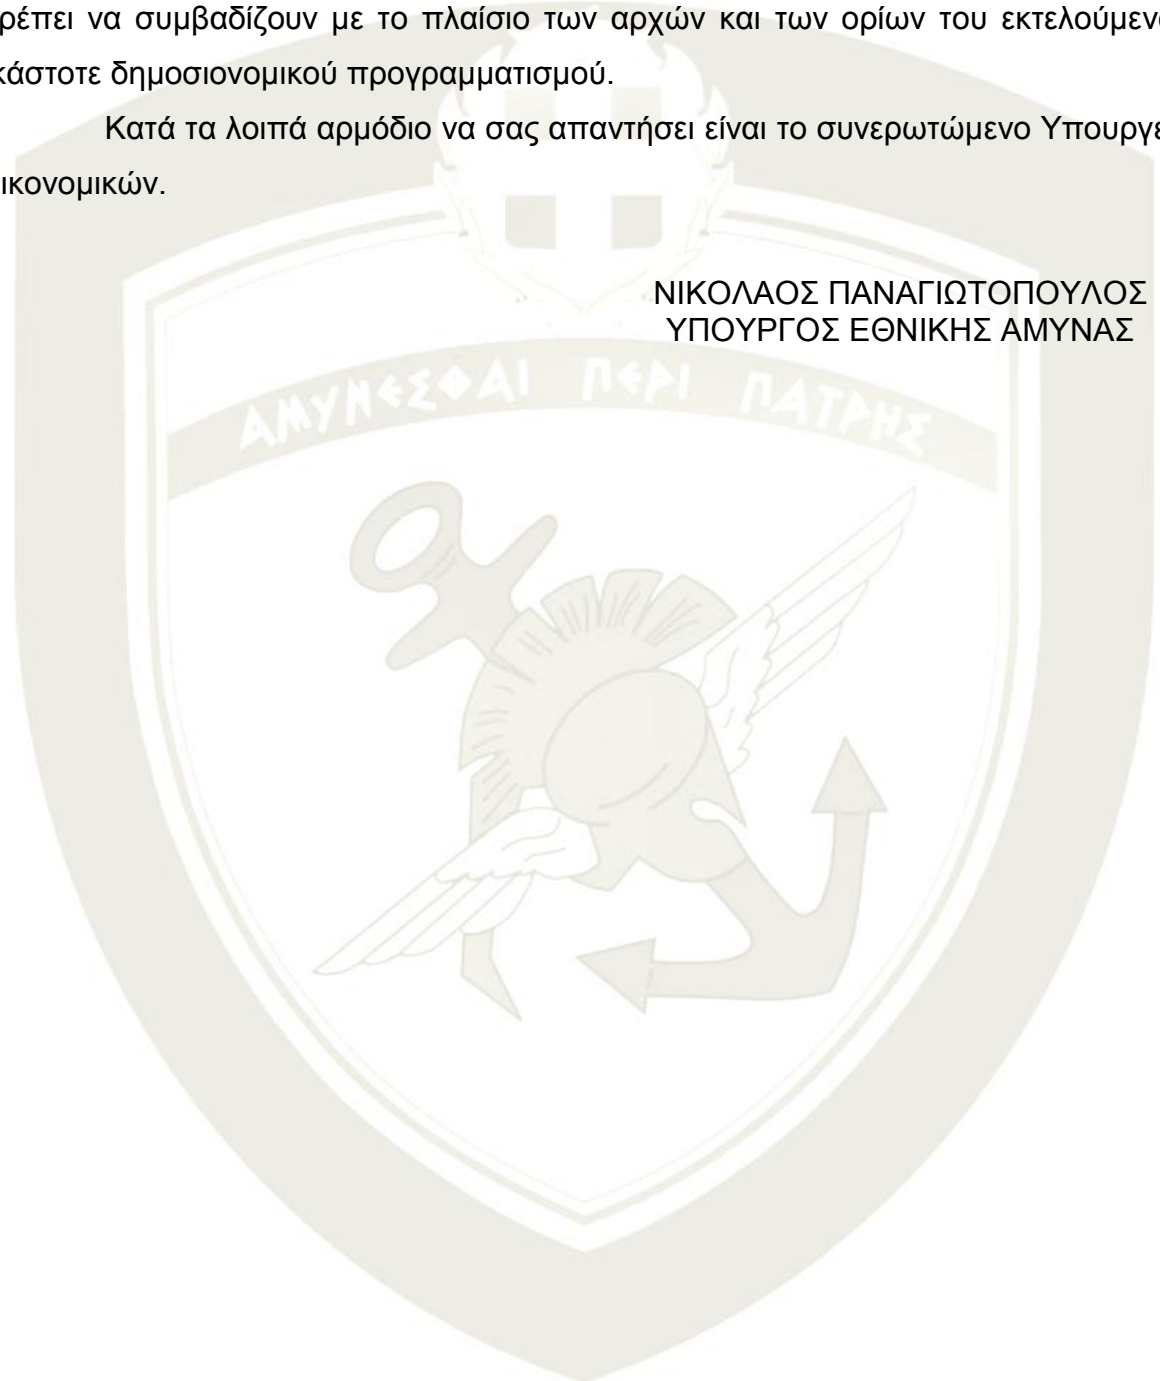 ρέπει να συμβαδίζουν με το πλαίσιο των αρχών και των ορίων του εκτελούμενο
κάστοτε δημοσιονομικού προγραμματισμού.
Κατά τα λοιπά αρμόδιο να σας απαντήσει είναι το συνερωτώμενο Υπουργε
ικονομικών.
ΝΙΚΟΛΑΟΣ ΠΑΝΑΓΙΩΤΟΠΟΥΛΟΣ
ΥΠΟΥΡΓΟΣ ΕΘΝΙΚΗΣ ΑΜΥΝΑΣ
ΑΜΥΝΕΣΘΑΙ ΠΕΡΙ ΠΑΤΡΗΣ